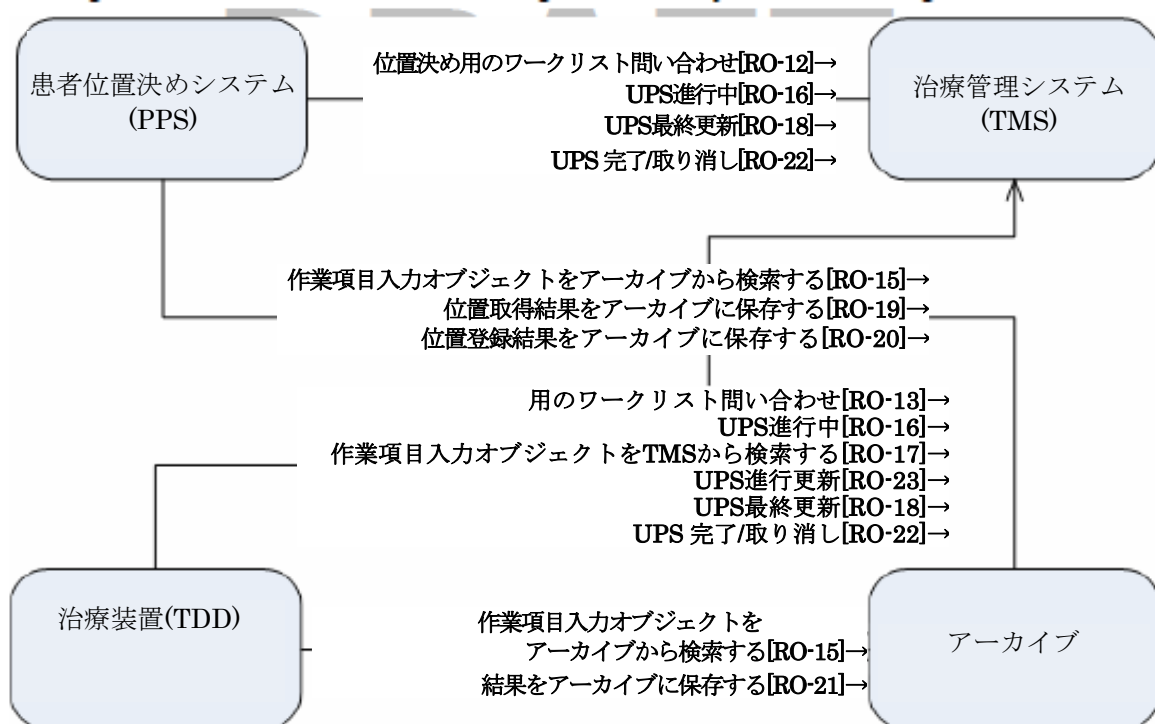 患者位置決めシステム
(PPS)
位置決め用のワークリスト問い合わせ[RO-12]→
UPS進行中[RO-16]→
UPS最終更新[RO-18]→
UPS 完了/取り消し[RO-22]→
治療管理システム
(TMS)
作業項目入力オブジェクトをアーカイブから検索する[RO-15]→
位置取得結果をアーカイブに保存する[RO-19]→
位置登録結果をアーカイブに保存する[RO-20]→
用のワークリスト問い合わせ[RO-13]→
UPS進行中[RO-16]→
作業項目入力オブジェクトをTMSから検索する[RO-17]→
UPS進行更新[RO-23]→
UPS最終更新[RO-18]→
UPS 完了/取り消し[RO-22]→
治療装置(TDD)
作業項目入力オブジェクトを
アーカイブから検索する[RO-15]→
結果をアーカイブに保存する[RO-21]→
アーカイブ